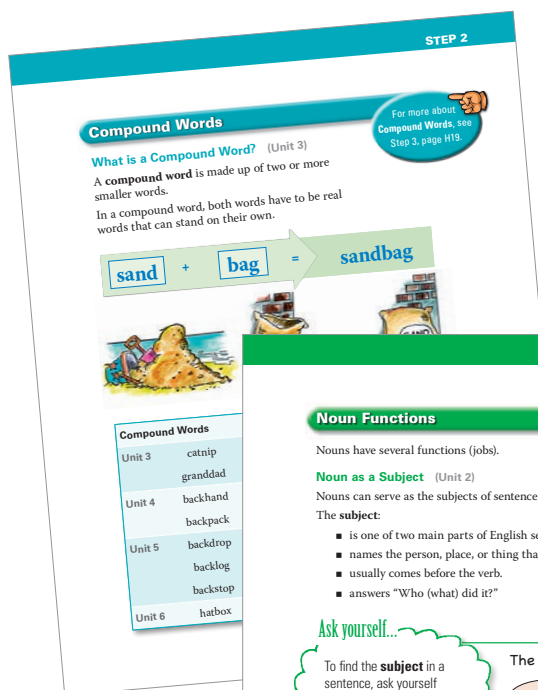 STEP 2
Compound Words
For more about
Compound Words, see
Step 3, page H19.
What is a Compound Word? (Unit 3)
A compound word is made up of two or more
smaller words.
In a compound word, both words have to be real
words that can stand on their own.
sand + bag = sandbag
SAND
Compound Words
Unit 3 catnip
granddad
Unit 4 backhand
backpack
Unit 5 backdrop
backlog
backstop
Unit 6 hatbox
Noun Functions
Nouns have several functions (jobs).
Noun as a Subject (Unit 2)
Nouns can serve as the subjects of sentence
The subject:
■ is one of two main parts of English se
■ names the person, place, or thing tha
■ usually comes before the verb.
■ answers “Who (what) did it?”
Ask yourself...
To find the subject in a
sentence, ask yourself
The